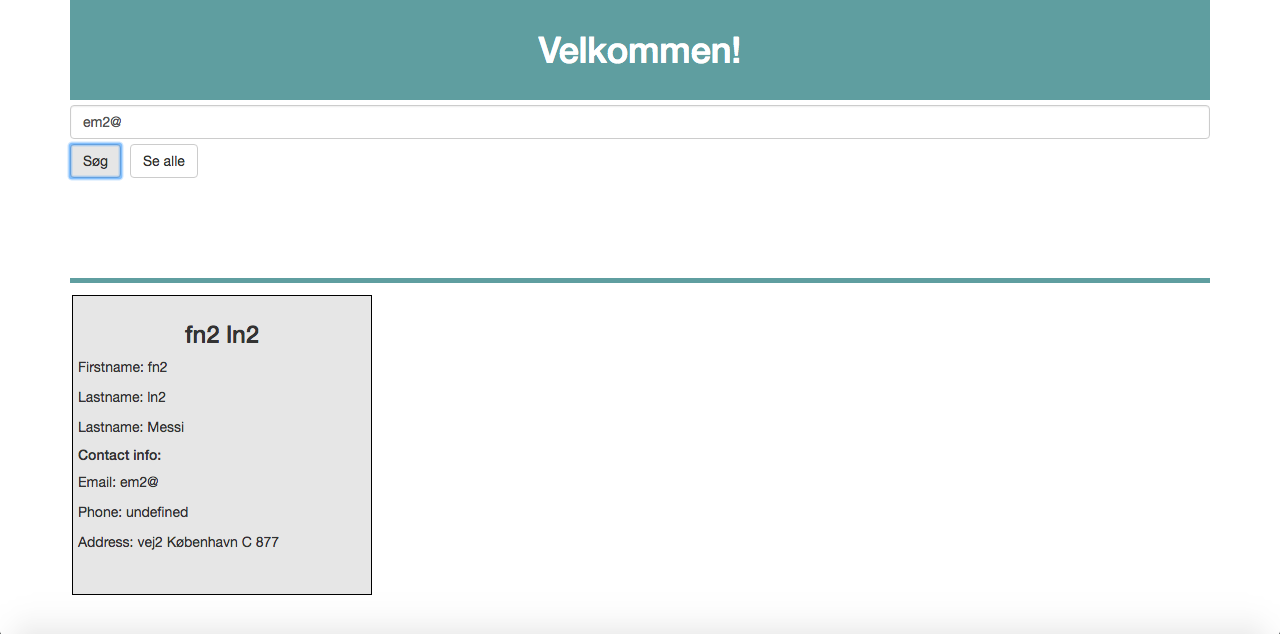 Velkommen!
em2@
Søg Se alle
fn2 ln2
Firstname: fn2
Lastname: ln2
Lastname: Messi
Contact info:
Email: em2@
Phone: undefined
Address: vej2 København C 877